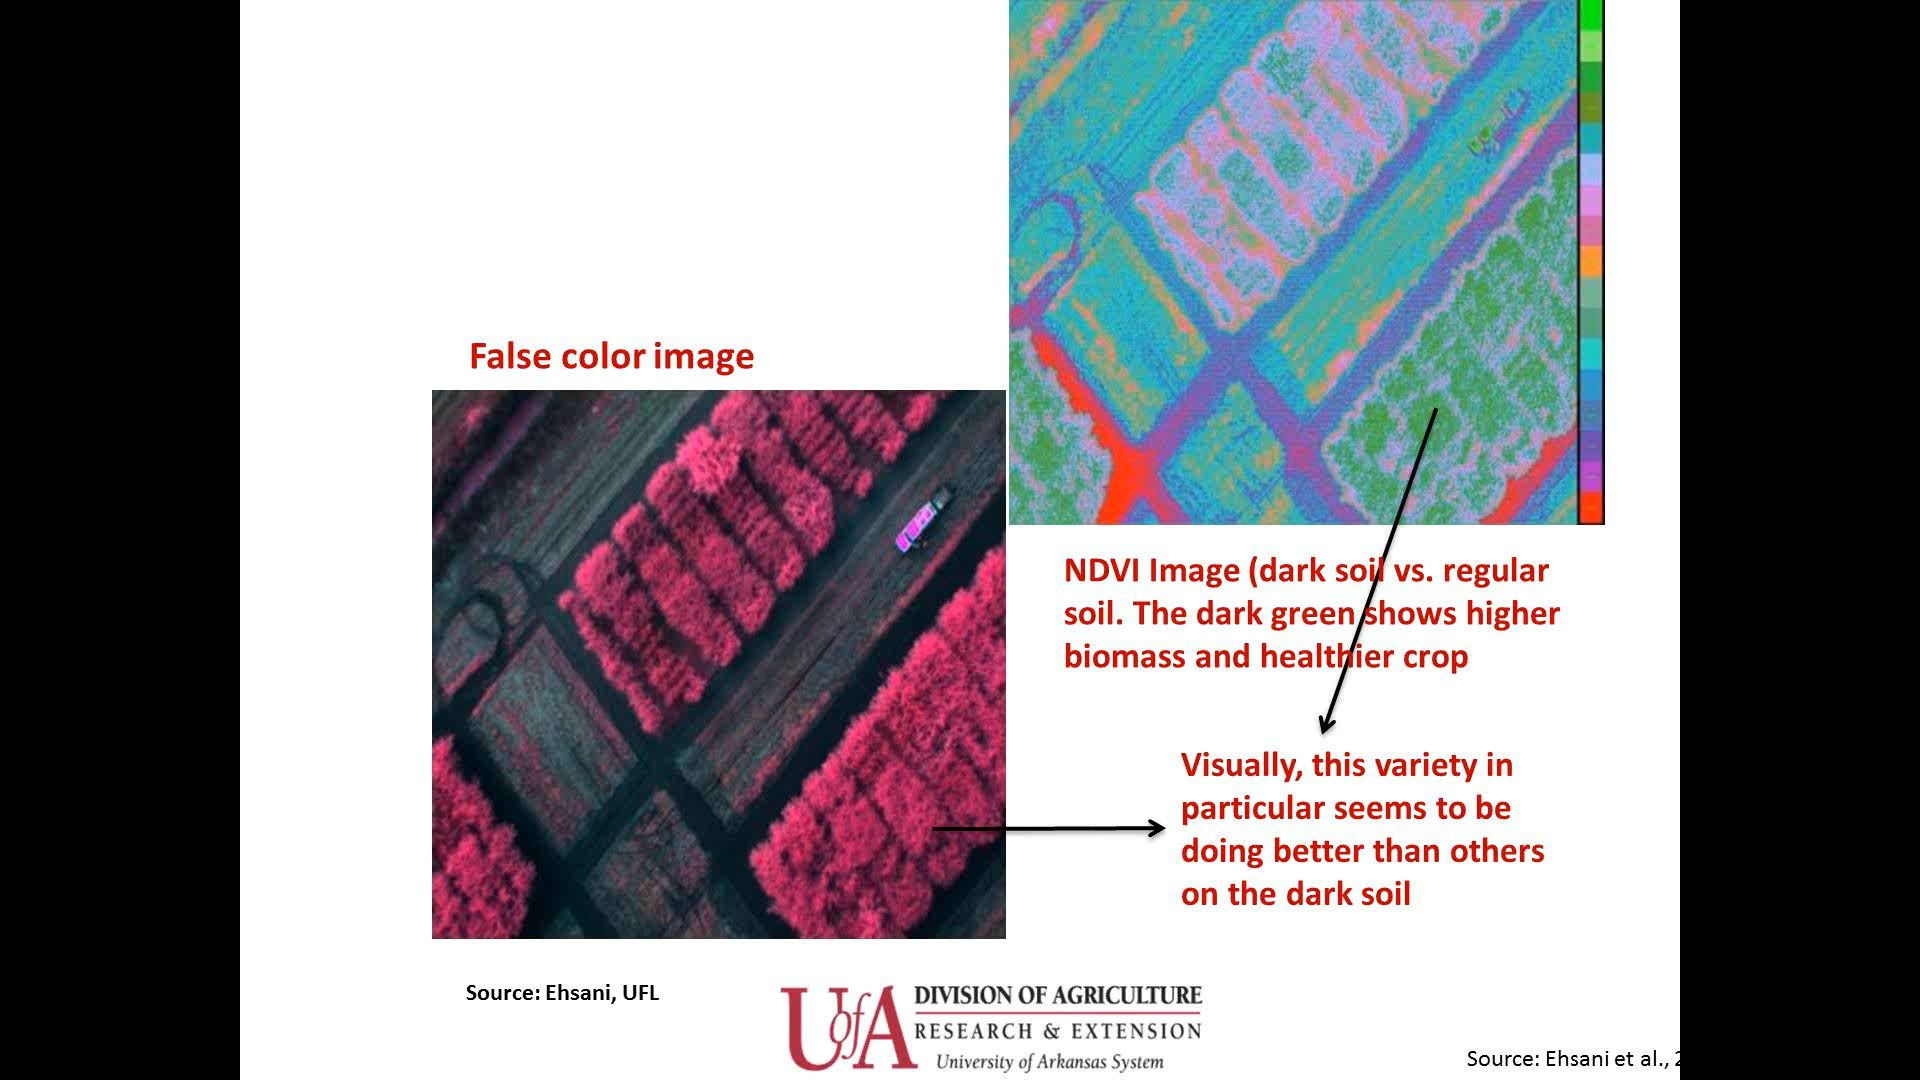 False color image
NDVI Image (dark soil vs. regular
soil. The dark green shows higher
biomass and healthier crop
Visually, this variety in
particular seems to be
doing better than others
on the dark soil
Source: Ehsani, UFL
UofA
DIVISION OF AGRICULTURE
RESEARCH & EXTENSION
University of Arkansas System
Source: Ehsani et al.,